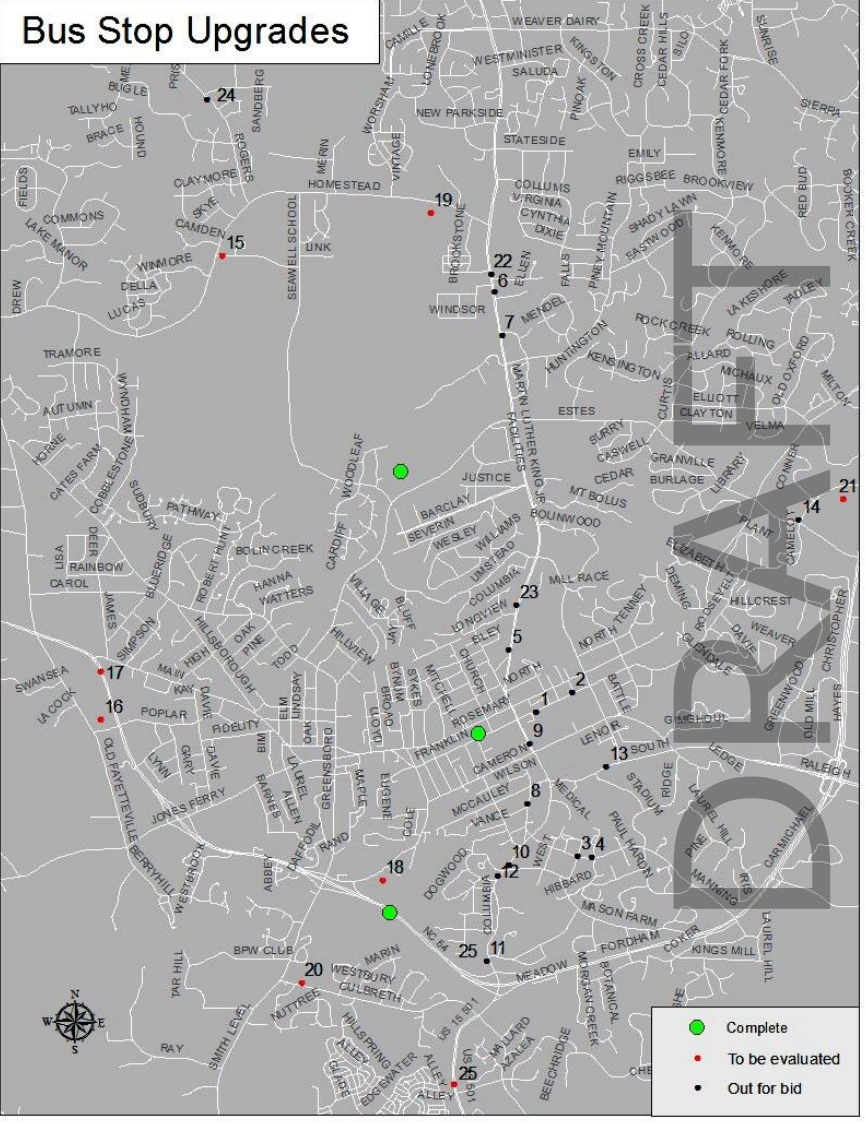 Bus Stop Upgrades
CAMILLE
LONEBROOK
WEAVER DAIRY
WESTMINISTER
KINGSTON
SALUDA
CROSS CREEK
CEDAR HILLS
SILO
SUNRISE
CEDAR FORK
BUGLE
24
SANDBERG
TALLYHO
BRACE
HOUND
ROGERS
WORSHAM
NEW PARKSIDE
PINOAK
SIERRA
VINTAGE
MERIN
STATESIDE
EMILY
KENMORE
FIELDS
CLAYMORE
HOMESTEAD
COLLUMS
RIGGSBEE
BROOKVIEW
RED BUD
BOOKER CREEK
COMMONS
SKYE
CAMDEN
19
VIRGINIA
CYNTHIA
DIXIE
PINEY MOUNTAIN
SHADY LAWN
EASTWOOD
KENMORE
LAKE MANOR
15
LINK
SEAWELL SCHOOL
BROOKSTONE
WINMORE
22
ELLEN
FALLS
DREW
DELLA
LUCAS
6
WINDSOR
LAKESHORE
TADLEY
7
MENDEL
HUNTINGTON
ROCK CREEK
ROLLING
TRAMORE
KENSINGTON
ALLARD
MICHAUX
OLD OXFORD
MILTON
WYNDHAM
AUTUMN
MARTIN LUTHER KING JR
FACILITIES
CURTIS
ELLIOTT
CLAYTON
ESTES
VELMA
HORNE
CATES FARM
COBBLESTONE
WOODLEAF
SURRY
CASWELL
GRANVILLE
LIBRARY
CONNER
JUSTICE
CEDAR
BURLAGE
21
SUDBURY
PATHWAY
BARCLAY
MT BOLUS
14
SEVERIN
WESLEY
WILLIAMS
BOLINWOOD
PLANT
CAMELOT
DEER
LISA
RAINBOW
CAROL
BLUERIDGE
ROBERT HUNT
BOLIN CREEK
CARDIFF
UMSTEAD
ELIZABETH
HANNA
WATTERS
VILLAGE
COLUMBIA
MILL RACE
DEMING
ROOSEVELT
HILLCREST
CHRISTOPHER
JAMES
SIMPSON
HILLSBOROUGH
OAK
PINE
BLUFF
JAY
23
LONGVIEW
TENNEY
DAVIE
WEAVER
TODD
HILLVIEW
5
ISLEY
NORTH
GLENDALE
SWANSEA
17
MAIN
HIGH
KAY
BYNUM
SYKES
MITCHELL
CHURCH
NORTH
2
BATTLE
GREENWOOD
OLD MILL
HAYES
LACOCK
16
POPLAR
DAVIE
ELM
LINDSAY
LLOYD
BROAD
ROSEMARY
1
GIMGHOUL
FIDELITY
BIM
OAK
FRANKLIN
9
LENOIR
SOUTH
13
LEDGE
RALEIGH
OLD FAYETTEVILLE
LYNN
GARY
DAVIE
CAMERON
WILSON
JONES FERRY
BARNES
LAUREL
ALLEN
GREENSBORO
MAPLE
EUGENE
MCCAULEY
VANCE
8
MEDICAL
STADIUM
RIDGE
LAUREL HILL
COLE
PAUL HARDIN
CARMICHAEL
BERRYHILL
DAFFODIL
RAND
WESTBROOK
ABBEY
DOGWOOD
10
WEST
3
4
PINE
18
12
HIBBARD
MANNING
IRIS
COLUMBIA
MASON FARM
NC 54
FORDHAM
COKER
LAUREL HILL
BPW CLUB
MARIN
25
11
KINGS MILL
TAR HILL
20
WESTBURY
CULBRETH
MEADOW
MORGAN CREEK
BOTANICAL
NUTTREE
N
W
E
S
US 15 501
RAY
SMITH LEVEL
HILLSPRING
ALLEY
MALLARD
AZALEA
GLADE
EDGEWATER
ALLEY
25
ALLEY
BEECHRIDGE
DRAFT
Complete
To be evaluated
Out for bid